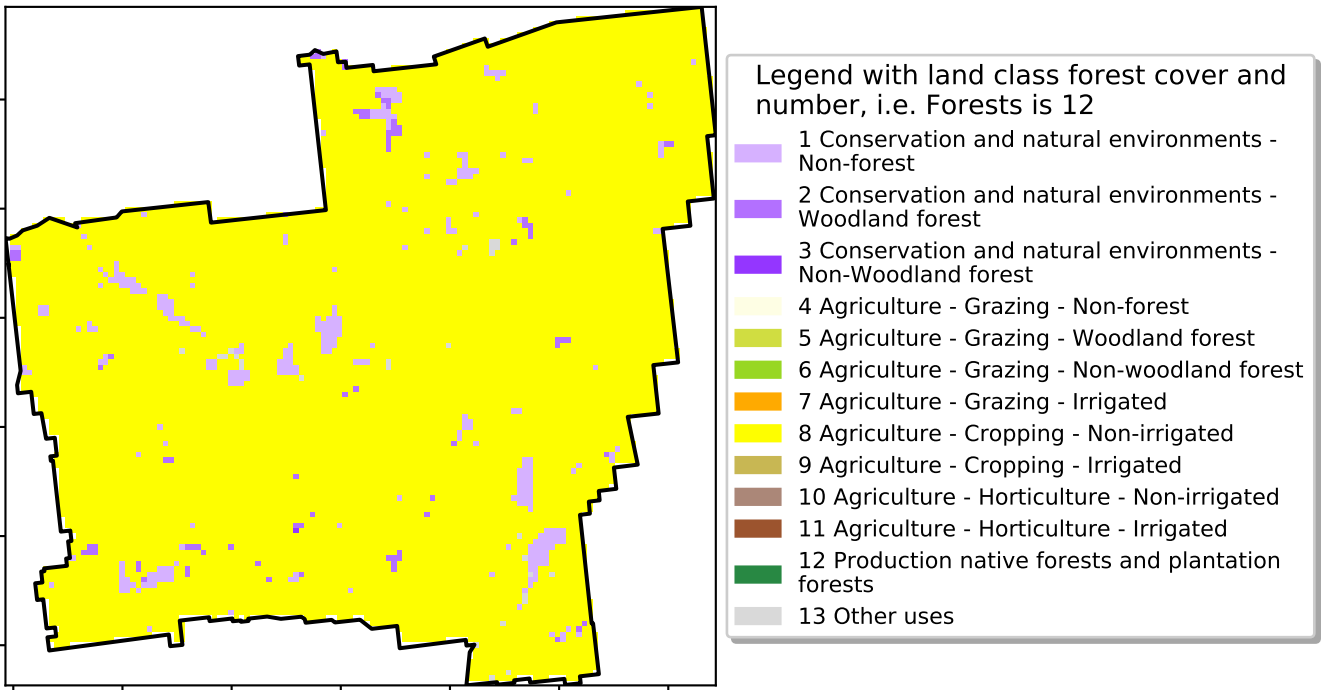 Legend with land class forest cover and
number, i.e. Forests is 12
1 Conservation and natural environments -
Non-forest
2 Conservation and natural environments -
Woodland forest
3 Conservation and natural environments -
Non-Woodland forest
4 Agriculture - Grazing - Non-forest
5 Agriculture - Grazing - Woodland forest
6 Agriculture - Grazing - Non-woodland forest
7 Agriculture - Grazing - Irrigated
8 Agriculture - Cropping - Non-irrigated
9 Agriculture - Cropping - Irrigated
10 Agriculture - Horticulture - Non-irrigated
11 Agriculture - Horticulture - Irrigated
12 Production native forests and plantation
forests
13 Other uses